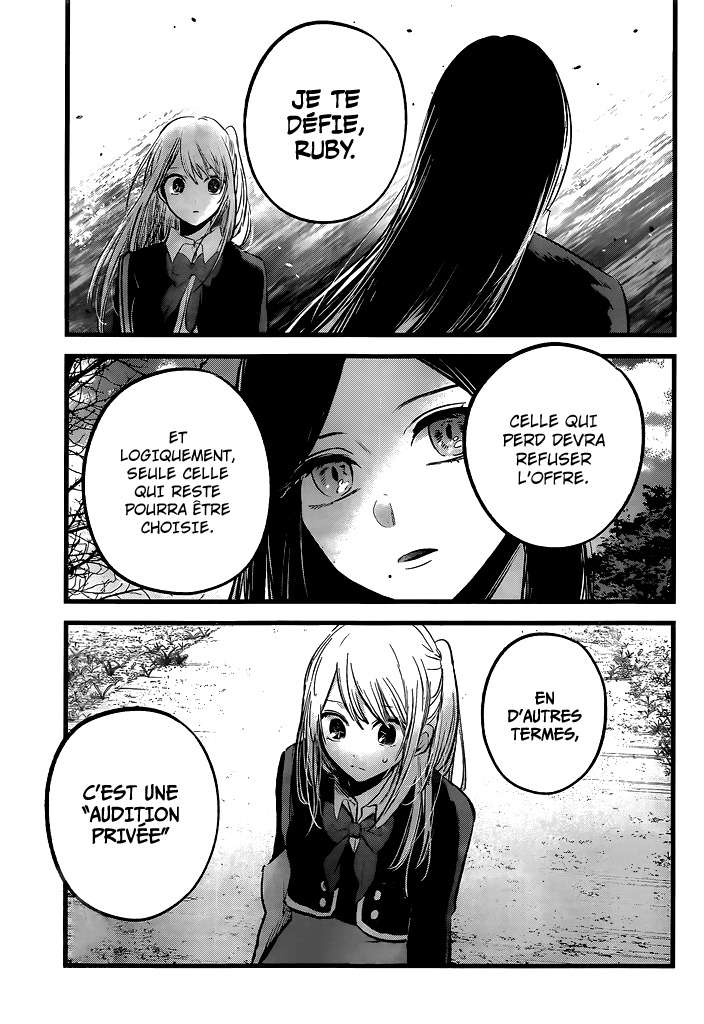 JE TE
DÉFIE,
RUBY.
CELLE QUI
PERD DEVRA
REFUSER
L'OFFRE.
ET
LOGIQUEMENT,
SEULE CELLE
QUI RESTE
POURRA ÊTRE
CHOISIE.
EN
D'AUTRES
TERMES,
C'EST UNE
"AUDITION
PRIVÉE"